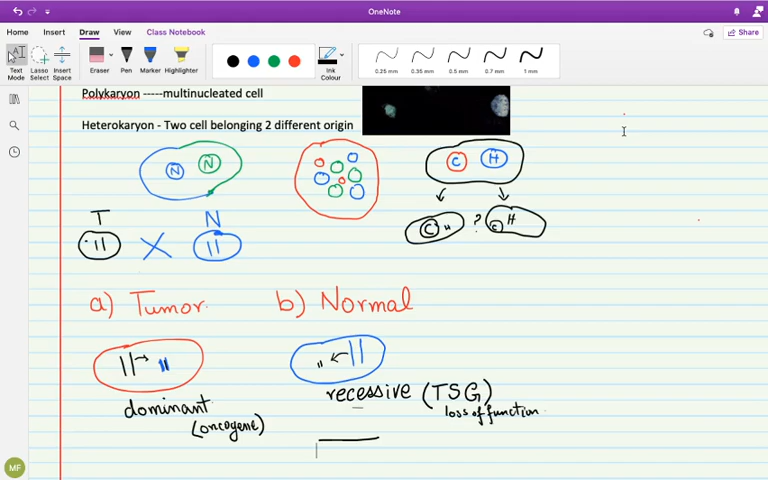 OneNote
Home Insert Draw View Class Notebook
Share
Text Mode
Lasso Select
Insert Space
Eraser
Pen
Marker
Highlighter
Ink Colour
0.25 mm 0.35 mm 0.5 mm 0.7 mm 1 mm
Polykaryon -----multinucleated cell
Heterokaryon - Two cell belonging 2 different origin
N N
C H
T N
C H ? C H
X
a) Tumor. b) Normal
dominant
(oncogene)
recessive (TSG)
loss of function
MF